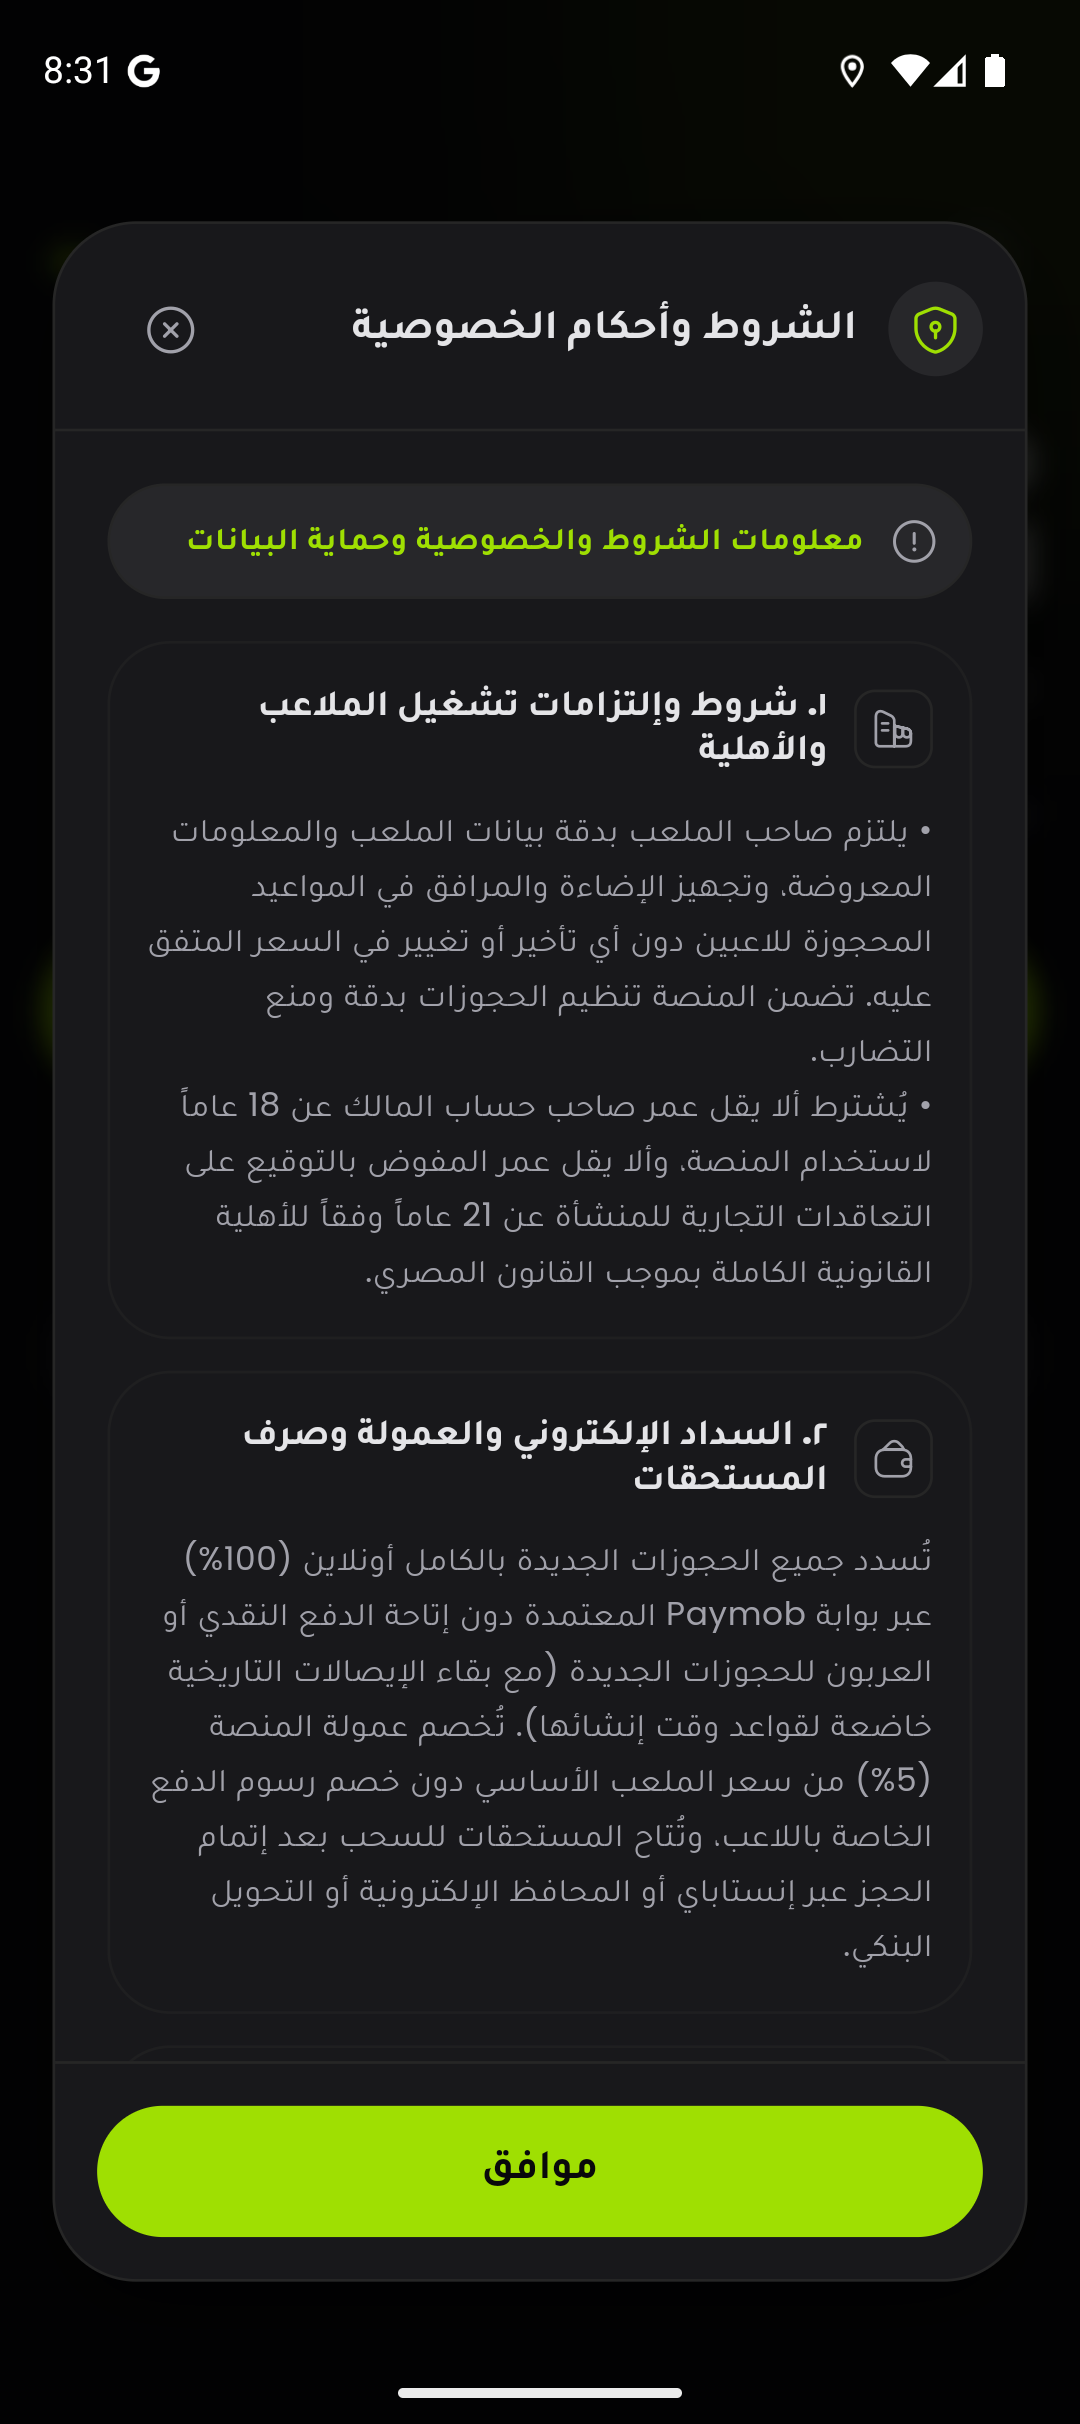 8:31
الشروط وأحكام الخصوصية
معلومات الشروط والخصوصية وحماية البيانات
١. شروط وإلتزامات تشغيل الملاعب
والأهلية
• يلتزم صاحب الملعب بدقة بيانات الملعب والمعلومات
المعروضة، وتجهيز الإضاءة والمرافق في المواعيد
المحجوزة للاعبين دون أي تأخير أو تغيير في السعر المتفق
عليه. تضمن المنصة تنظيم الحجوزات بدقة ومنع
التضارب.
• يُشترط ألا يقل عمر صاحب حساب المالك عن 18 عاماً
لاستخدام المنصة، وألا يقل عمر المفوض بالتوقيع على
التعاقدات التجارية للمنشأة عن 21 عاماً وفقاً للأهلية
القانونية الكاملة بموجب القانون المصري.
٢. السداد الإلكتروني والعمولة وصرف
المستحقات
تُسدد جميع الحجوزات الجديدة بالكامل أونلاين (100%)
عبر بوابة Paymob المعتمدة دون إتاحة الدفع النقدي أو
العربون للحجوزات الجديدة (مع بقاء الإيصالات التاريخية
خاضعة لقواعد وقت إنشائها). تُخصم عمولة المنصة
(5%) من سعر الملعب الأساسي دون خصم رسوم الدفع
الخاصة باللاعب، وتُتاح المستحقات للسحب بعد إتمام
الحجز عبر إنستاباي أو المحافظ الإلكترونية أو التحويل
البنكي.
موافق